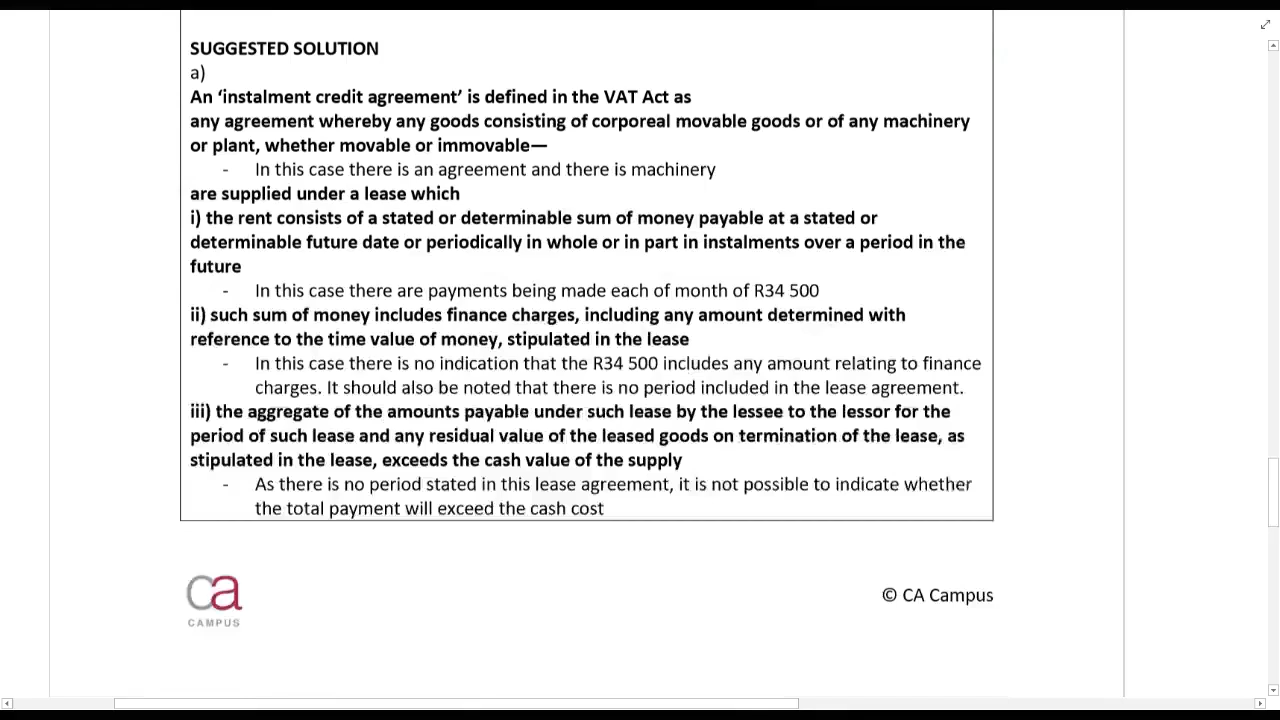 SUGGESTED SOLUTION
a)
An ‘instalment credit agreement’ is defined in the VAT Act as
any agreement whereby any goods consisting of corporeal movable goods or of any machinery
or plant, whether movable or immovable—
- In this case there is an agreement and there is machinery
are supplied under a lease which
i) the rent consists of a stated or determinable sum of money payable at a stated or
determinable future date or periodically in whole or in part in instalments over a period in the
future
- In this case there are payments being made each of month of R34 500
ii) such sum of money includes finance charges, including any amount determined with
reference to the time value of money, stipulated in the lease
- In this case there is no indication that the R34 500 includes any amount relating to finance
charges. It should also be noted that there is no period included in the lease agreement.
iii) the aggregate of the amounts payable under such lease by the lessee to the lessor for the
period of such lease and any residual value of the leased goods on termination of the lease, as
stipulated in the lease, exceeds the cash value of the supply
- As there is no period stated in this lease agreement, it is not possible to indicate whether
the total payment will exceed the cash cost
ca
CAMPUS
© CA Campus